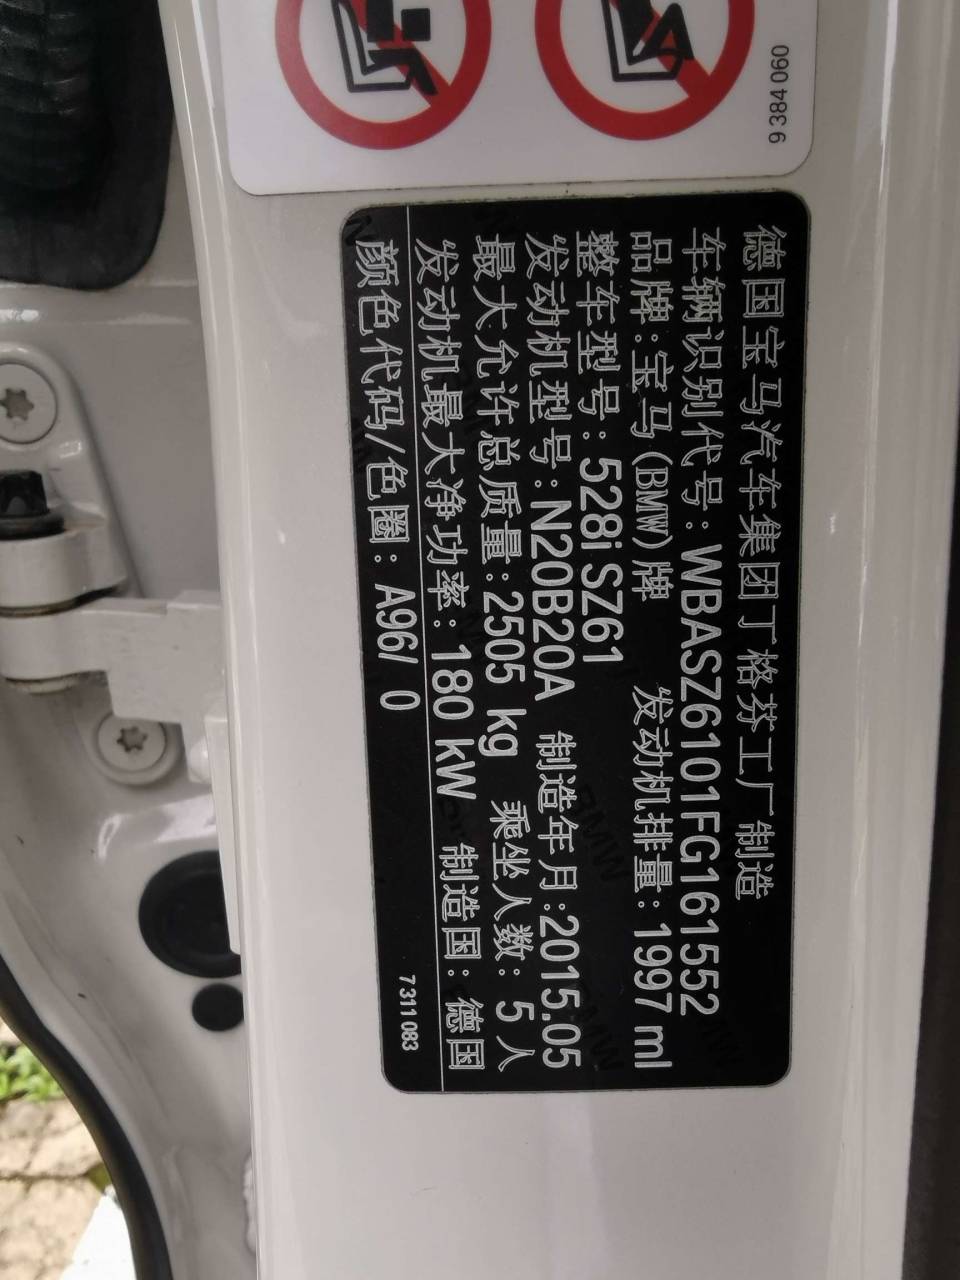 9 384 060
德国宝马汽车集团丁格芬工厂制造
车辆识别代号:WBASZ6101FG161552
品牌:宝马(BMW)牌 发动机排量:1997 ml
整车型号:528i SZ61
发动机型号:N20B20A 制造年月:2015.05
最大允许总质量:2505 kg 乘坐人数:5人
发动机最大净功率:180 kW 制造国:德国
颜色代码/色圈:A96/ 0
7311 083